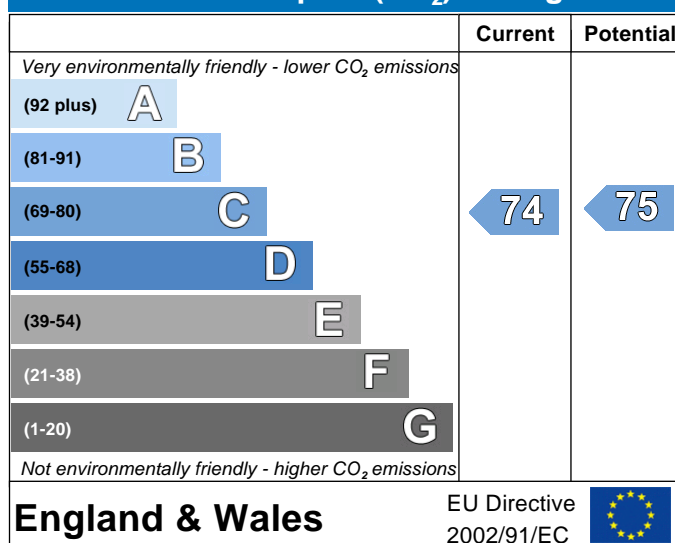 Current Potential
Very environmentally friendly - lower CO₂ emissions
(92 plus) A
(81-91) B
(69-80) C 74 75
(55-68) D
(39-54) E
(21-38) F
(1-20) G
Not environmentally friendly - higher CO₂ emissions
England & Wales
EU Directive
2002/91/EC